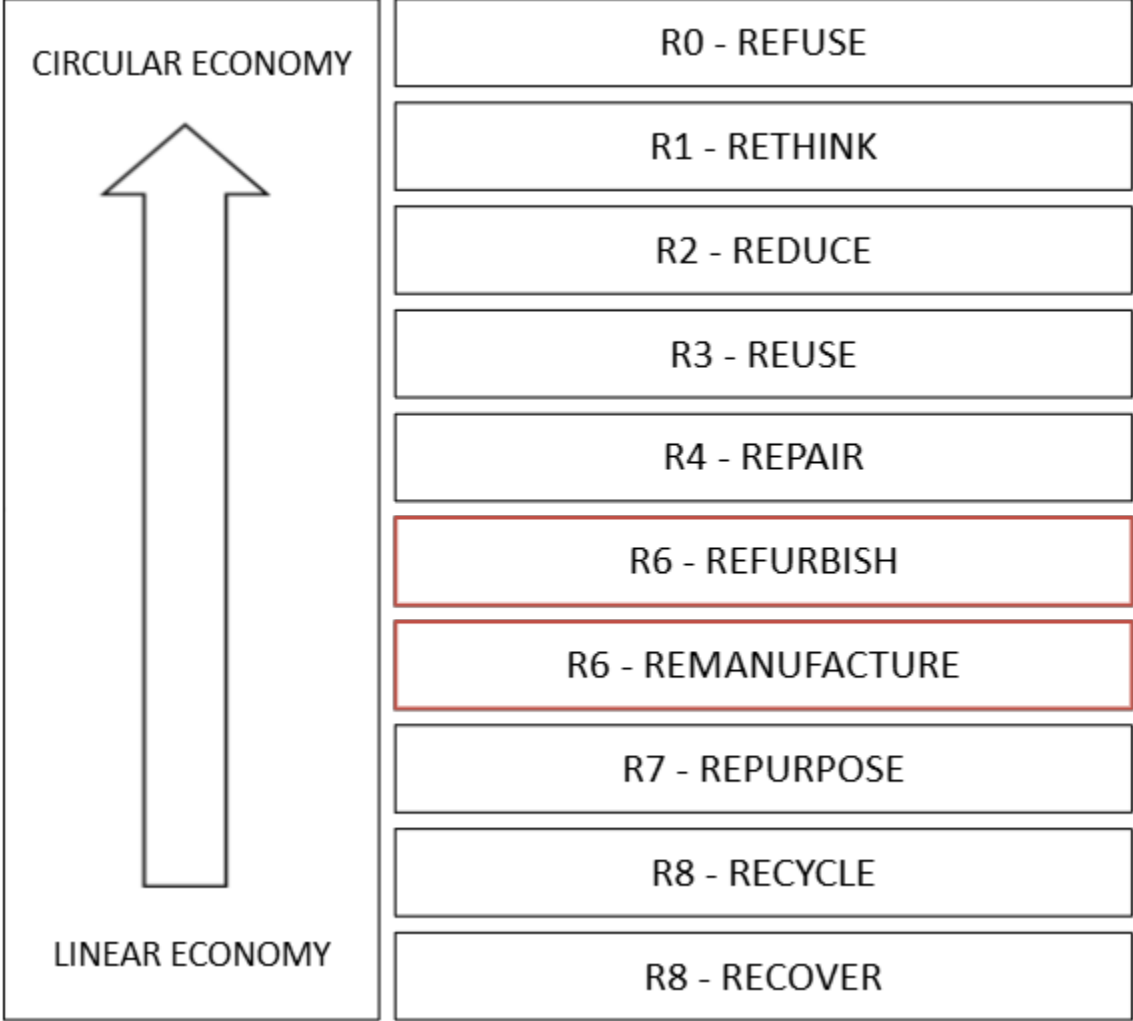 CIRCULAR ECONOMY
LINEAR ECONOMY
R0 - REFUSE
R1 - RETHINK
R2 - REDUCE
R3 - REUSE
R4 - REPAIR
R6 - REFURBISH
R6 - REMANUFACTURE
R7 - REPURPOSE
R8 - RECYCLE
R8 - RECOVER